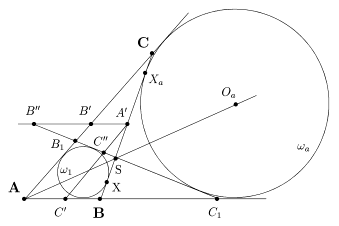 C
X_a
O_a
B'' B' A'
B_1 C'' ω_a
ω_1 S
A X
C' B C_1